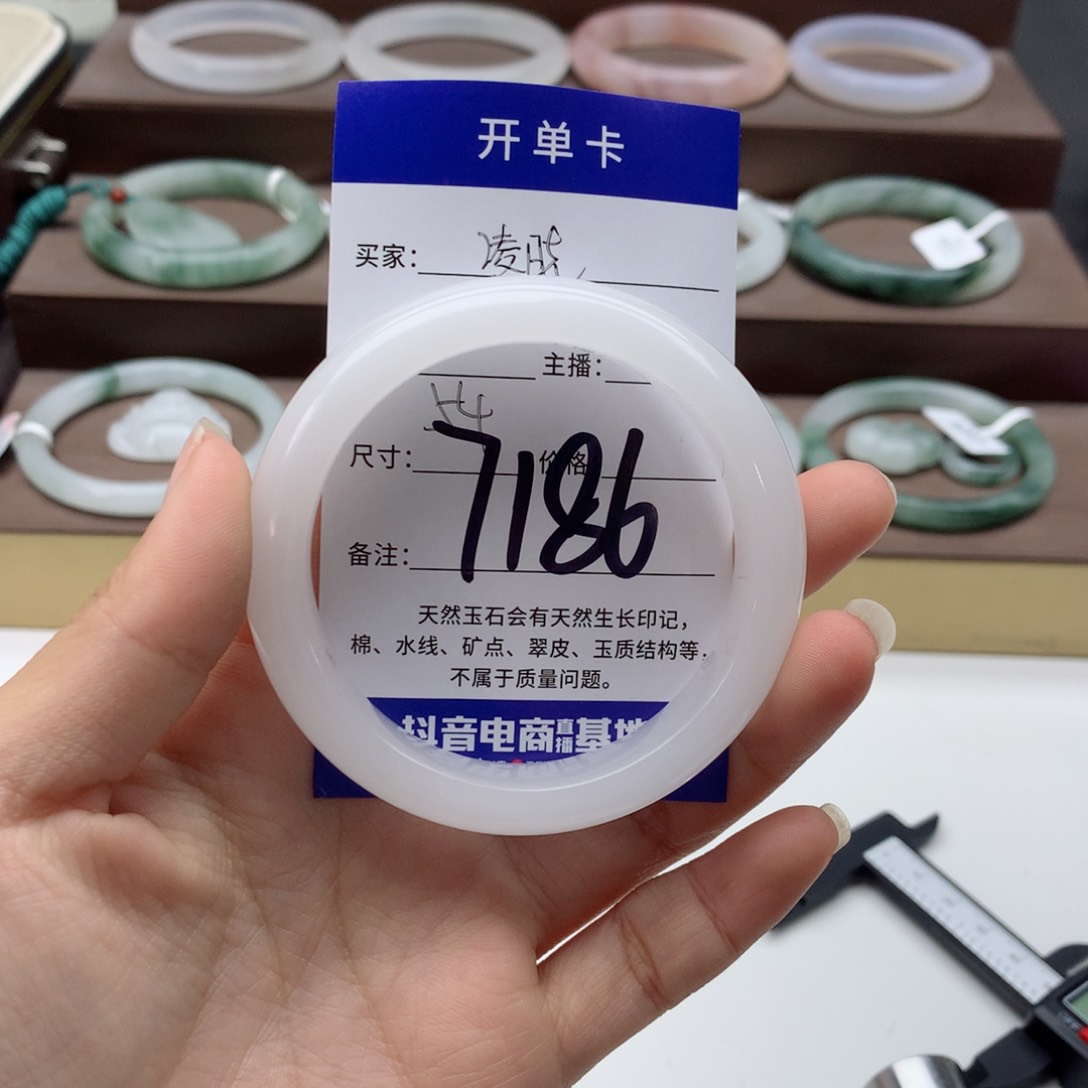 开单卡
买家：凌
主播：
尺寸： 价格
7186
备注：
天然玉石会有天然生长印记，
棉、水线、矿点、翠皮、玉质结构等，
不属于质量问题。
抖音电商直播基地